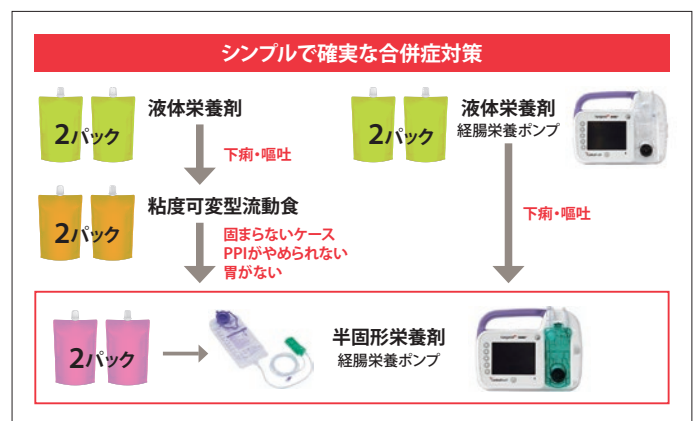 シンプルで確実な合併症対策
2パック
液体栄養剤
下痢・嘔吐
2パック
粘度可変型流動食
固まらないケース
PPIがやめられない
胃がない
2パック
液体栄養剤
経腸栄養ポンプ
下痢・嘔吐
2パック
半固形栄養剤
経腸栄養ポンプ